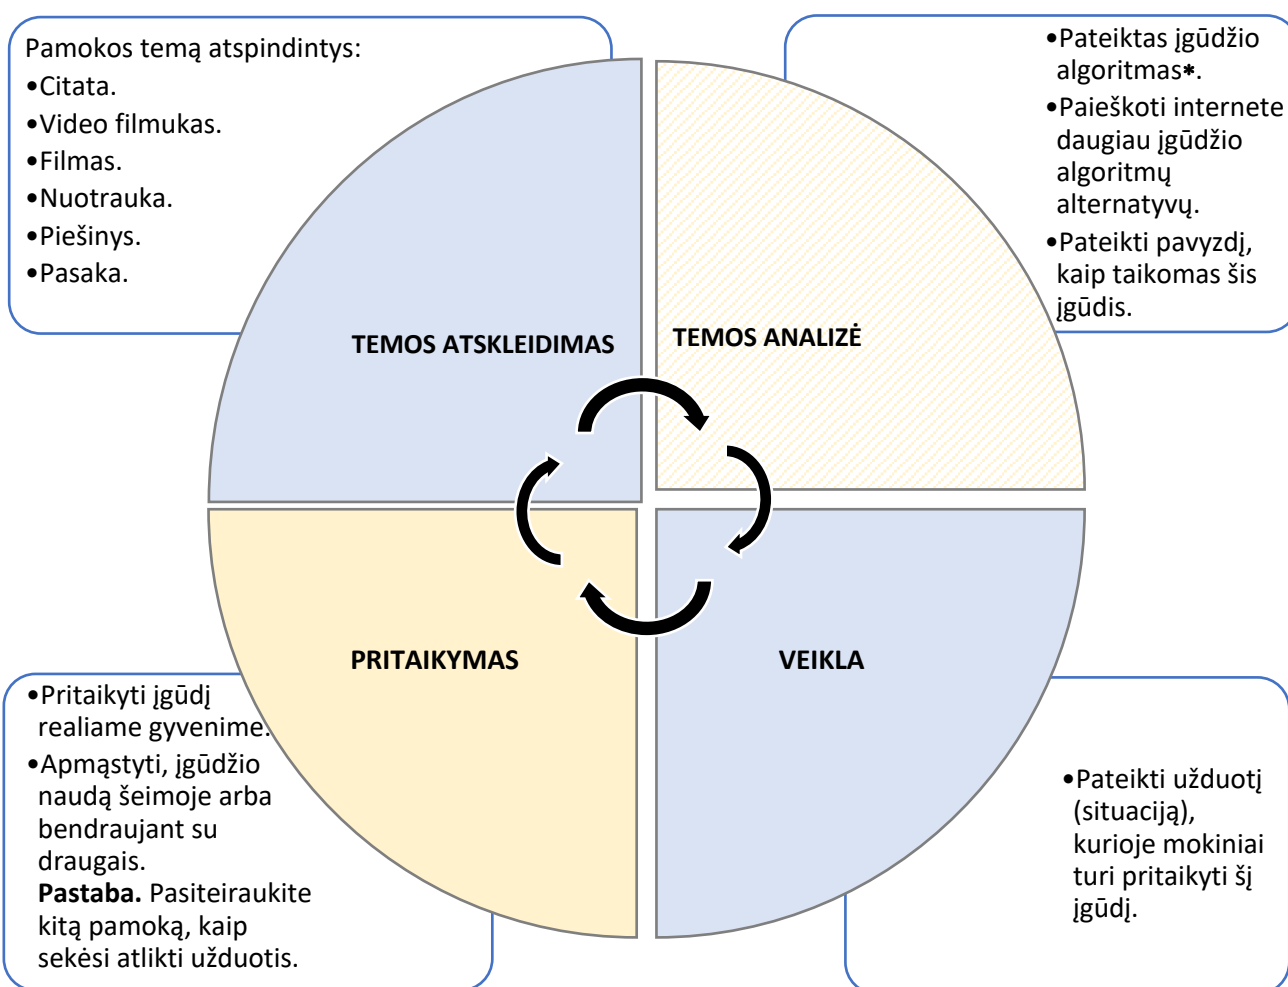 Pamokos temą atspindintys:
•Citata.
•Video filmukas.
•Filmas.
•Nuotrauka.
•Piešinys.
•Pasaka.
•Pateiktas įgūdžio
algoritmas*.
•Paieškoti internete
daugiau įgūdžio
algoritmų
alternatyvų.
•Pateikti pavyzdį,
kaip taikomas šis
įgūdis.
TEMOS ATSKLEIDIMAS
TEMOS ANALIZĖ
PRITAIKYMAS
VEIKLA
•Pritaikyti įgūdį
realiame gyvenime.
•Apmąstyti, įgūdžio
naudą šeimoje arba
bendraujant su
draugais.
Pastaba. Pasiteiraukite
kitą pamoką, kaip
sekėsi atlikti užduotis.
•Pateikti užduotį
(situaciją),
kurioje mokiniai
turi pritaikyti šį
įgūdį.